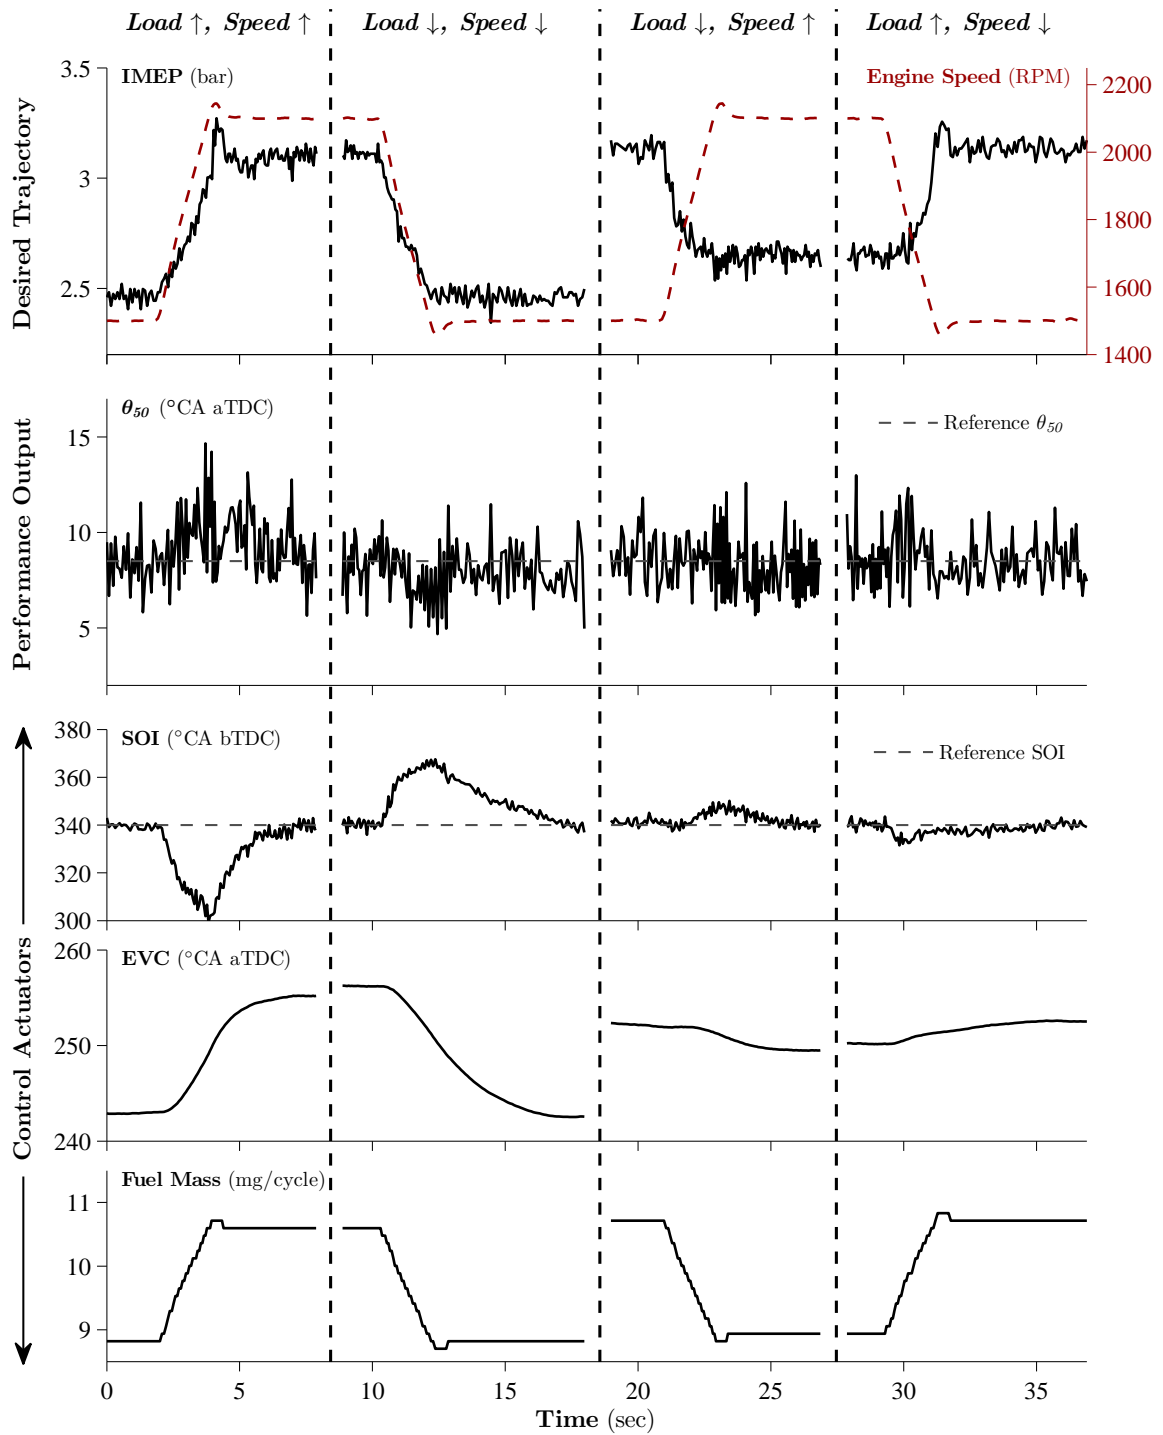 Load ↑, Speed ↑
Load ↓, Speed ↓
Load ↓, Speed ↑
Load ↑, Speed ↓
Desired Trajectory
IMEP (bar)
Engine Speed (RPM)
3.5
3
2.5
2200
2000
1800
1600
1400
Performance Output
θ50 (°CA aTDC)
Reference θ50
15
10
5
Control Actuators
SOI (°CA bTDC)
Reference SOI
380
360
340
320
300
EVC (°CA aTDC)
260
250
240
Fuel Mass (mg/cycle)
11
10
9
0 5 10 15 20 25 30 35
Time (sec)